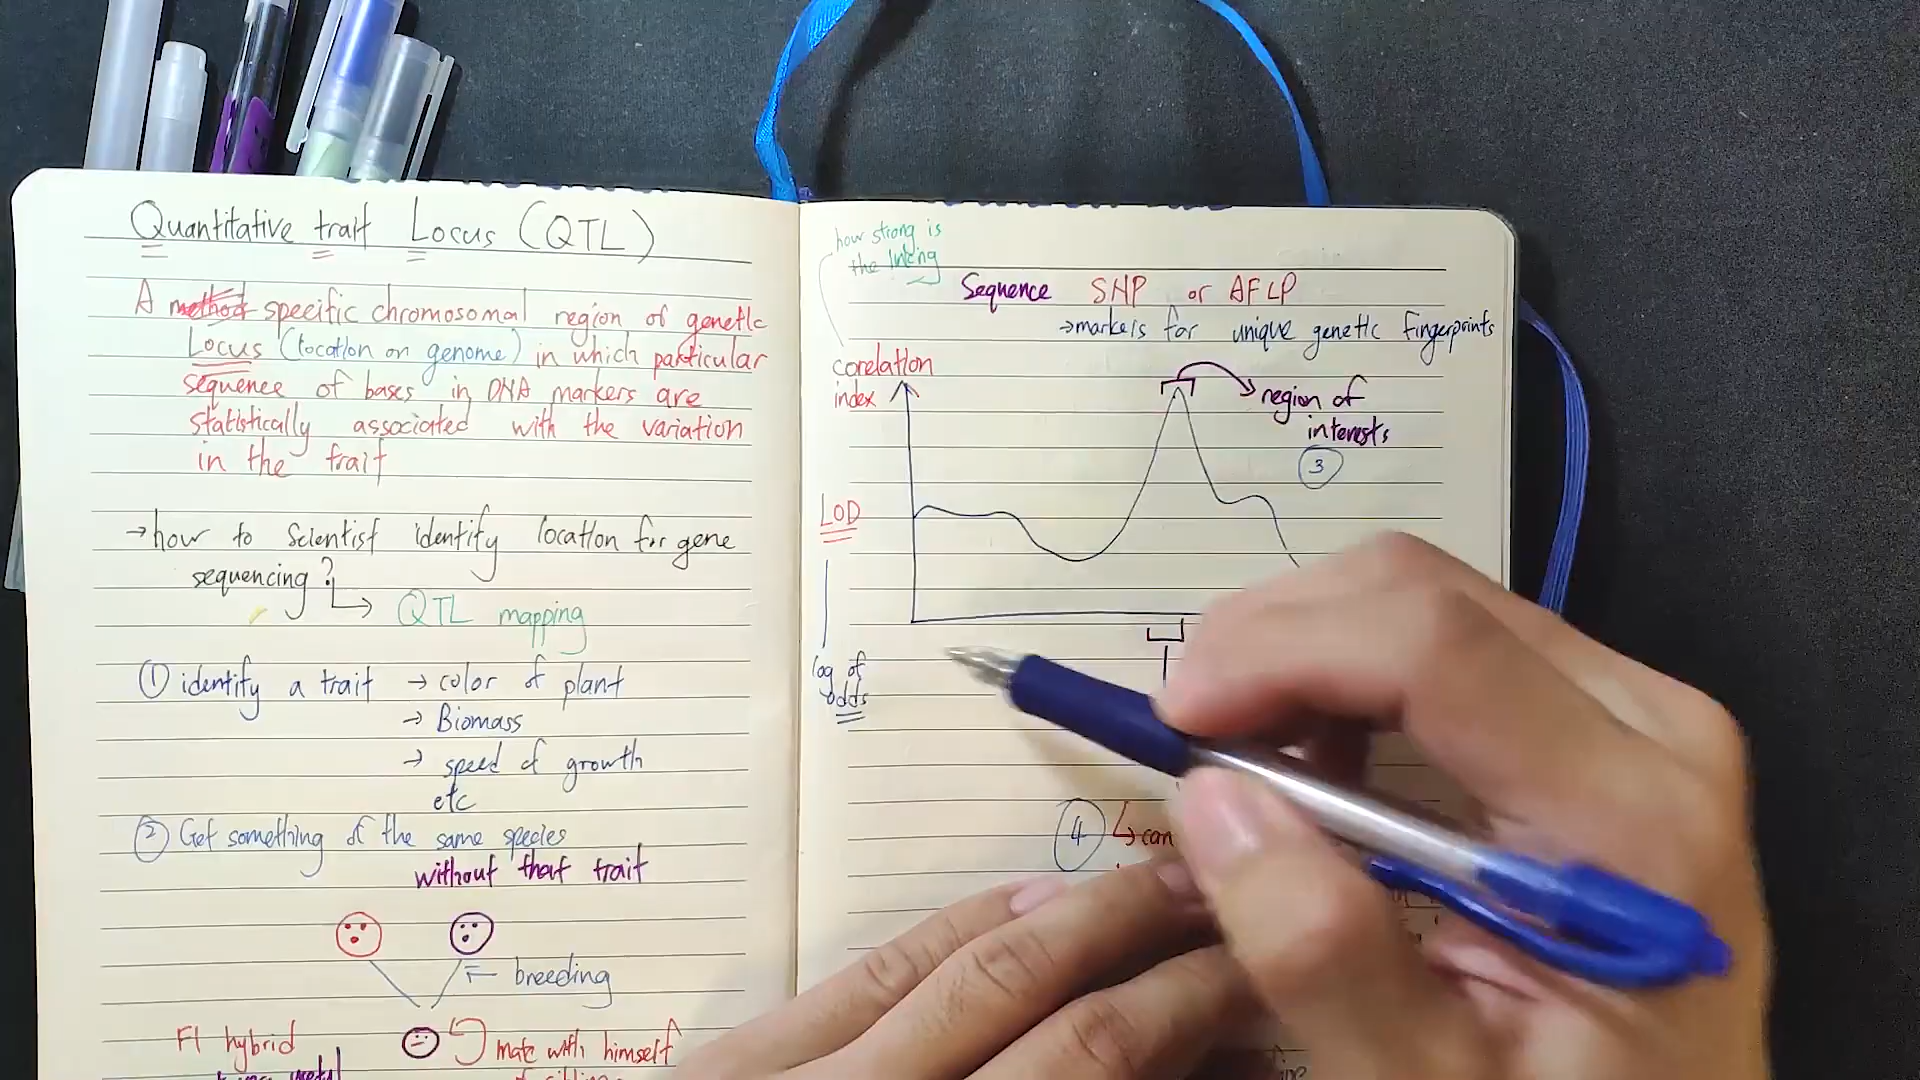 Quantitative trait Locus (QTL)
A method specific chromosomal region of genetic
Locus (location on genome) in which particular
sequence of bases in DNA markers are
statistically associated with the variation
in the trait
→ how to Scientist identify location for gene
sequencing?
QTL mapping
① identify a trait → color of plant
→ Biomass
→ speed of growth
etc
② Get something of the same species
without that trait
breeding
F1 hybrid
mate with himself
how strong is
the linking
Sequence SNP or AFLP
→ markers for unique genetic fingerprints
corelation
index
region of
interests
③
LOD
log of
odds
④ ↳ can